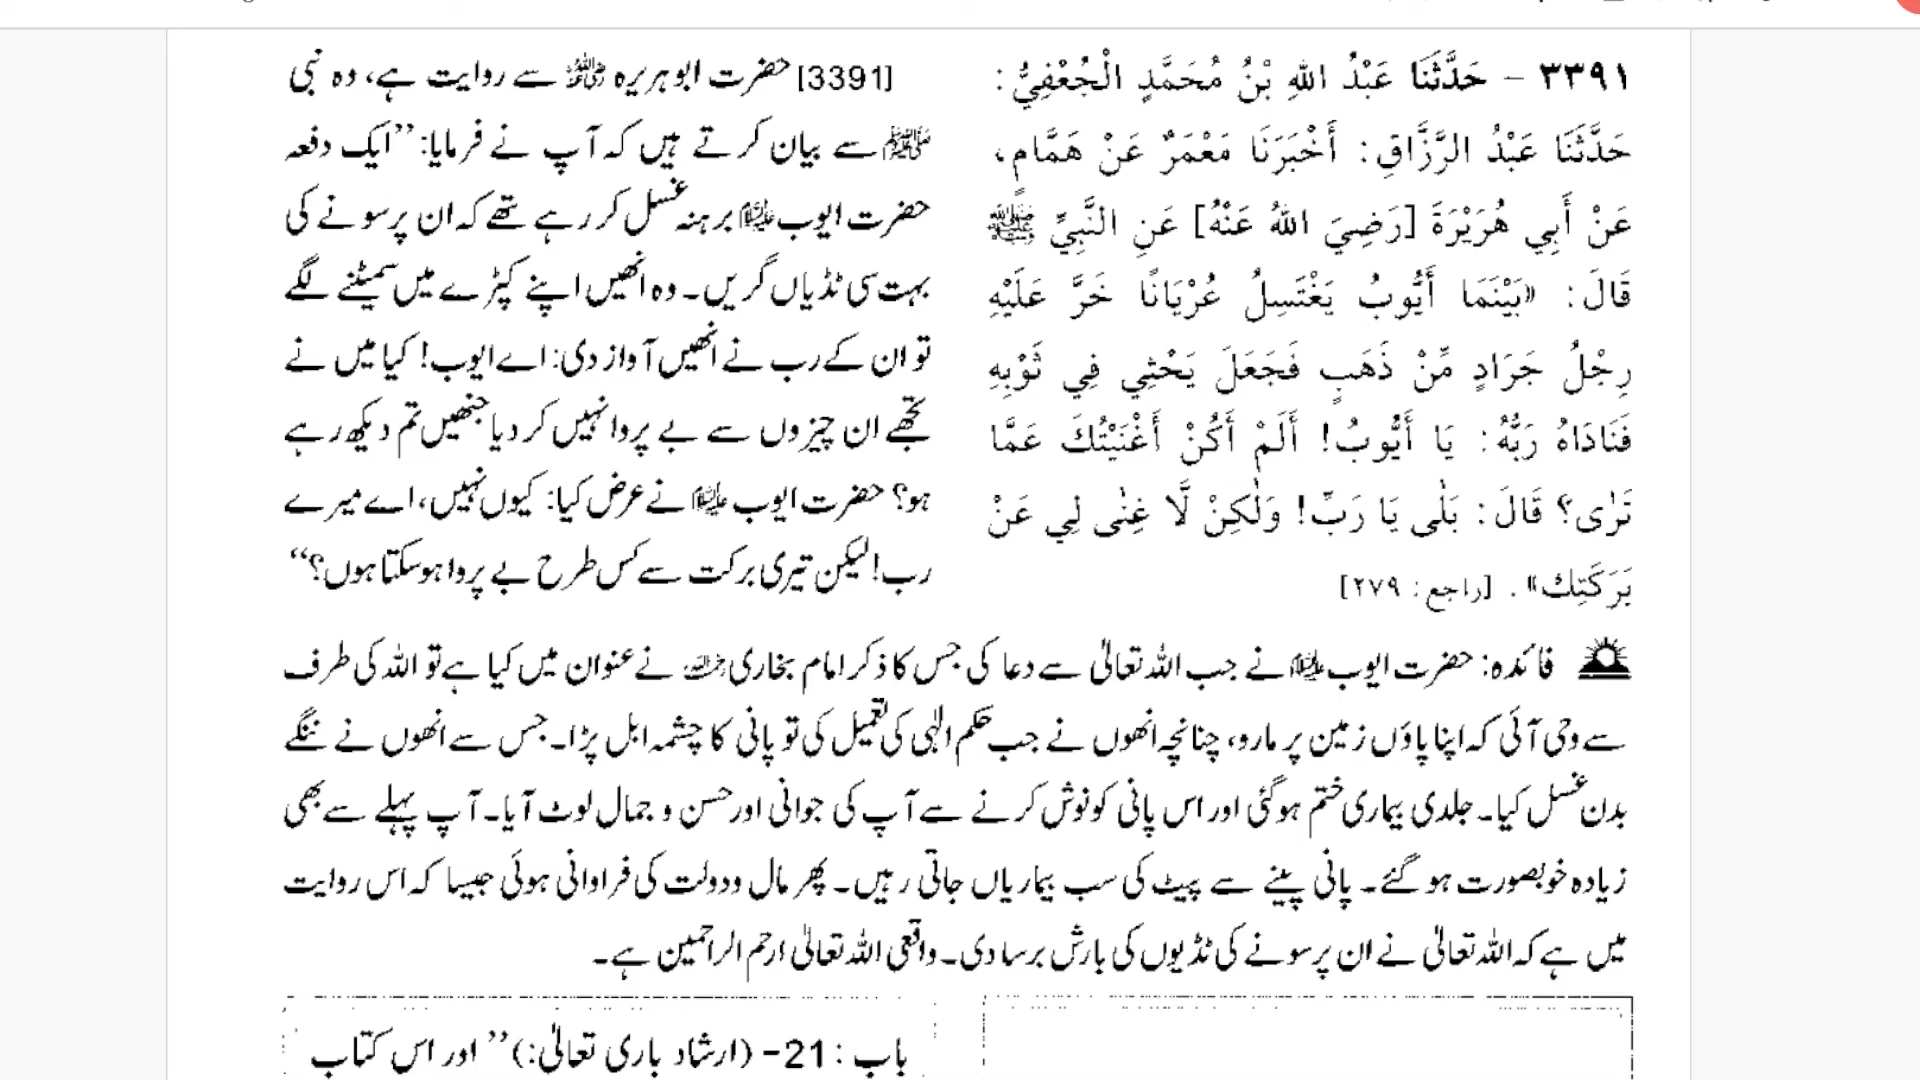 ٣٣٩١ - حَدَّثَنَا عَبْدُ اللهِ بْنُ مُحَمَّدٍ الْجُعْفِيُّ:
حَدَّثَنَا عَبْدُ الرَّزَّاقِ: أَخْبَرَنَا مَعْمَرٌ عَنْ هَمَّامٍ،
عَنْ أَبِي هُرَيْرَةَ [رَضِيَ اللهُ عَنْهُ] عَنِ النَّبِيِّ ﷺ
قَالَ: «بَيْنَمَا أَيُّوبُ يَغْتَسِلُ عُرْيَانًا خَرَّ عَلَيْهِ
رِجْلُ جَرَادٍ مِّنْ ذَهَبٍ فَجَعَلَ يَحْثِي فِي ثَوْبِهِ
فَنَادَاهُ رَبُّهُ: يَا أَيُّوبُ! أَلَمْ أَكُنْ أَغْنَيْتُكَ عَمَّا
تَرٰى؟ قَالَ: بَلٰى يَا رَبِّ! وَلٰكِنْ لَّا غِنٰى لِي عَنْ
بَرَكَتِكَ». [راجع: ٢٧٩]
[3391] حضرت ابوہریرہ رضی اللہ عنہ سے روایت ہے، وہ نبی
ﷺ سے بیان کرتے ہیں کہ آپ نے فرمایا: ’’ایک دفعہ
حضرت ایوب علیہ السلام برہنہ غسل کر رہے تھے کہ ان پر سونے کی
بہت سی ٹڈیاں گریں۔ وہ انھیں اپنے کپڑے میں سمیٹنے لگے
تو ان کے رب نے انھیں آواز دی: اے ایوب! کیا میں نے
تجھے ان چیزوں سے بے پروا نہیں کر دیا جنھیں تم دیکھ رہے
ہو؟ حضرت ایوب علیہ السلام نے عرض کیا: کیوں نہیں، اے میرے
رب! لیکن تیری برکت سے کس طرح بے پروا ہو سکتا ہوں؟‘‘
فائدہ: حضرت ایوب علیہ السلام نے جب اللہ تعالیٰ سے دعا کی جس کا ذکر امام بخاری رحمہ اللہ نے عنوان میں کیا ہے تو اللہ کی طرف
سے وحی آئی کہ اپنا پاؤں زمین پر مارو، چنانچہ انھوں نے جب حکم الٰہی کی تعمیل کی تو پانی کا چشمہ ابل پڑا۔ جس سے انھوں نے ننگے
بدن غسل کیا۔ جلدی بیماری ختم ہوگئی اور اس پانی کو نوش کرنے سے آپ کی جوانی اور حسن و جمال لوٹ آیا۔ آپ پہلے سے بھی
زیادہ خوبصورت ہو گئے۔ پانی پینے سے پیٹ کی سب بیماریاں جاتی رہیں۔ پھر مال ودولت کی فراوانی ہوئی جیسا کہ اس روایت
میں ہے کہ اللہ تعالیٰ نے ان پر سونے کی ٹڈیوں کی بارش برسا دی۔ واقعی اللہ تعالیٰ ارحم الراحمین ہے۔
باب : 21- (ارشاد باری تعالیٰ:) ’’اور اس کتاب